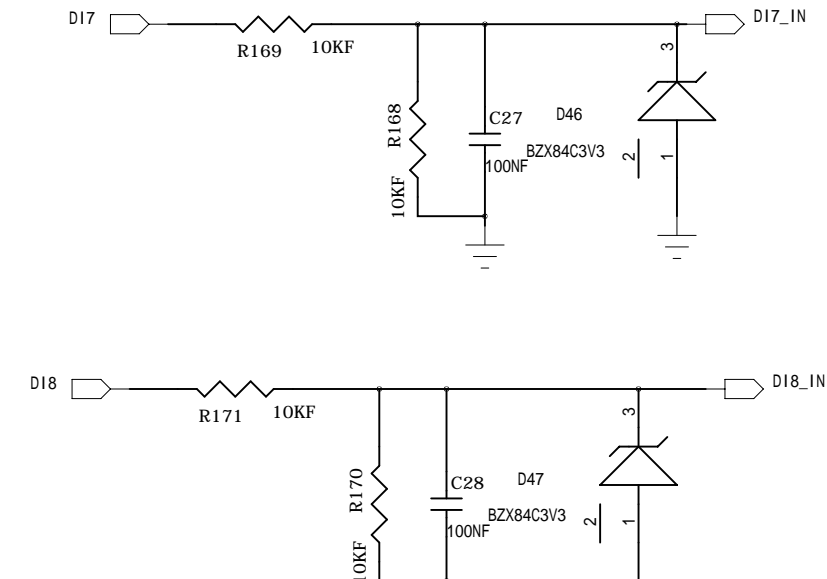 DI7
DI7_IN
R169
10KF
3
R168
C27
D46
100NF
BZX84C3V3
2
1
10KF
DI8
DI8_IN
R171
10KF
3
R170
C28
D47
100NF
BZX84C3V3
2
1
10KF